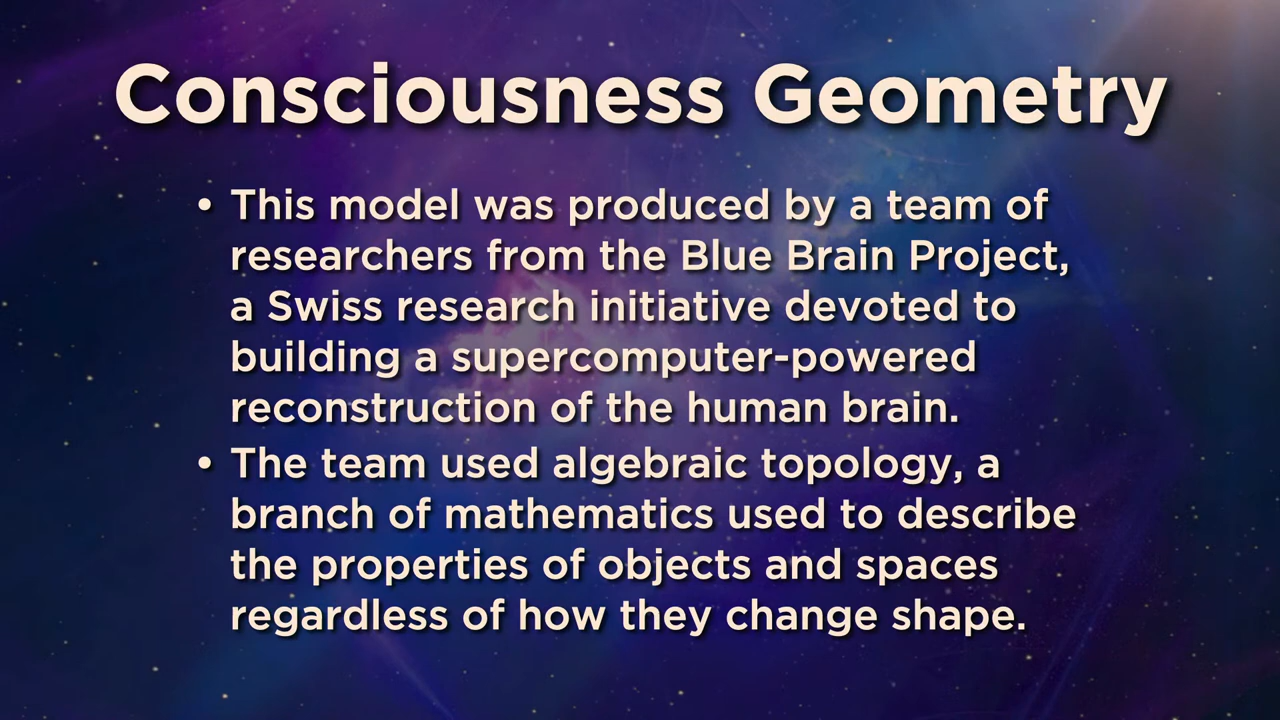 Consciousness Geometry
• This model was produced by a team of
researchers from the Blue Brain Project,
a Swiss research initiative devoted to
building a supercomputer-powered
reconstruction of the human brain.
• The team used algebraic topology, a
branch of mathematics used to describe
the properties of objects and spaces
regardless of how they change shape.